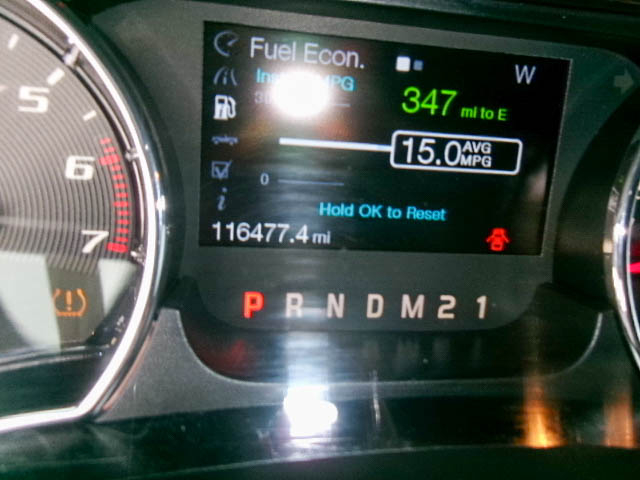 Fuel Econ.
W
30
347 mi to E
15.0 AVG MPG
0
Hold OK to Reset
116477.4 mi
P R N D M 2 1
5
6
7